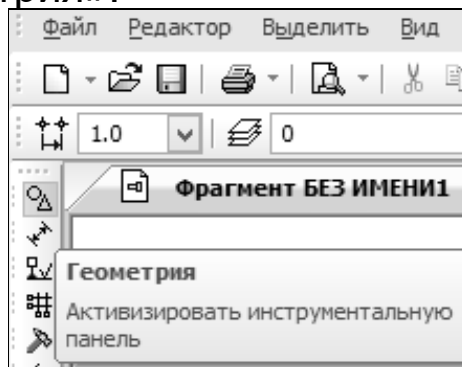 Файл Редактор Выделить Вид
1.0 0
Фрагмент БЕЗ ИМЕНИ1
Геометрия
Активизировать инструментальную
панель